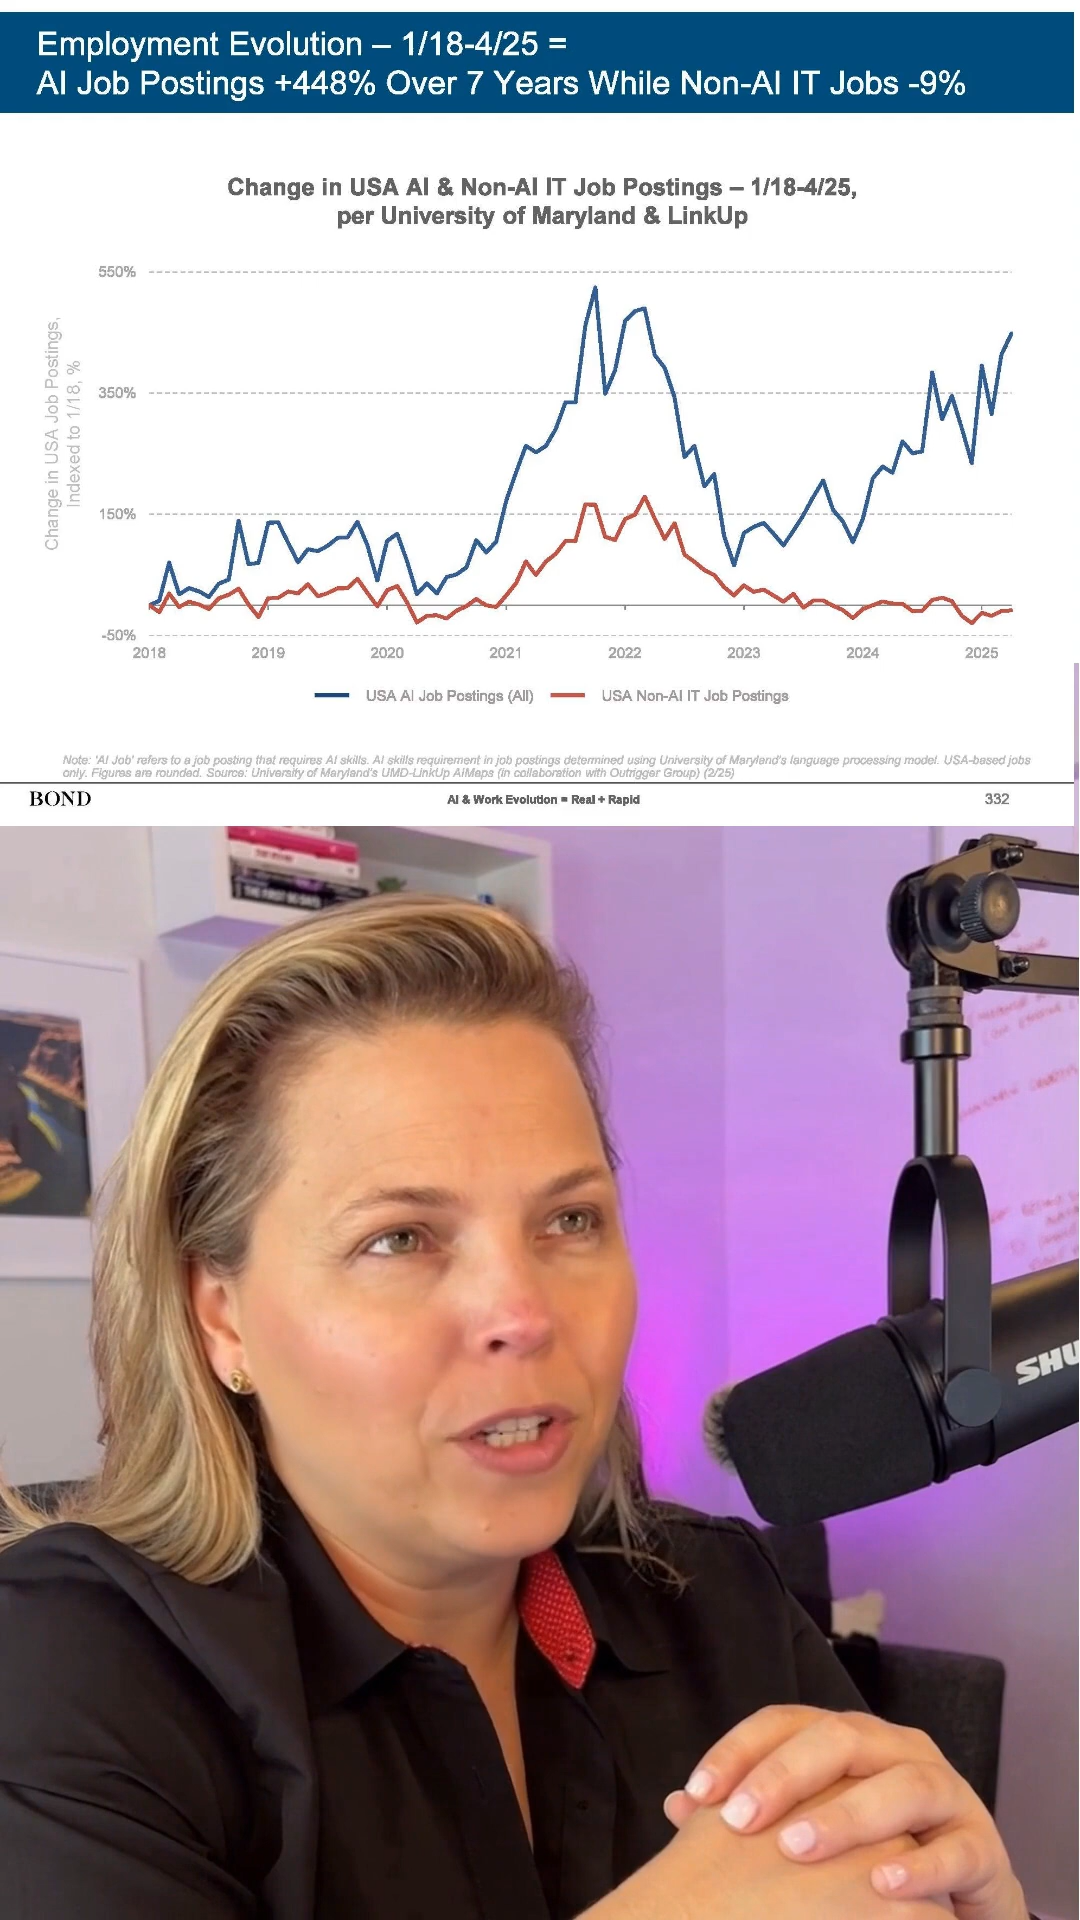 Employment Evolution – 1/18-4/25 =
AI Job Postings +448% Over 7 Years While Non-AI IT Jobs -9%
Change in USA AI & Non-AI IT Job Postings – 1/18-4/25,
per University of Maryland & LinkUp
Change in USA Job Postings,
Indexed to 1/18, %
550%
350%
150%
-50%
2018 2019 2020 2021 2022 2023 2024 2025
USA AI Job Postings (All) USA Non-AI IT Job Postings
Note: 'AI Job' refers to a job posting that requires AI skills. AI skills requirement in job postings determined using University of Maryland's language processing model. USA-based jobs
only. Figures are rounded. Source: University of Maryland's UMD-LinkUp AIMaps (in collaboration with Outrigger Group) (2/25)
BOND AI & Work Evolution = Real + Rapid 332
THE FIRST 90 DAYS
SHU